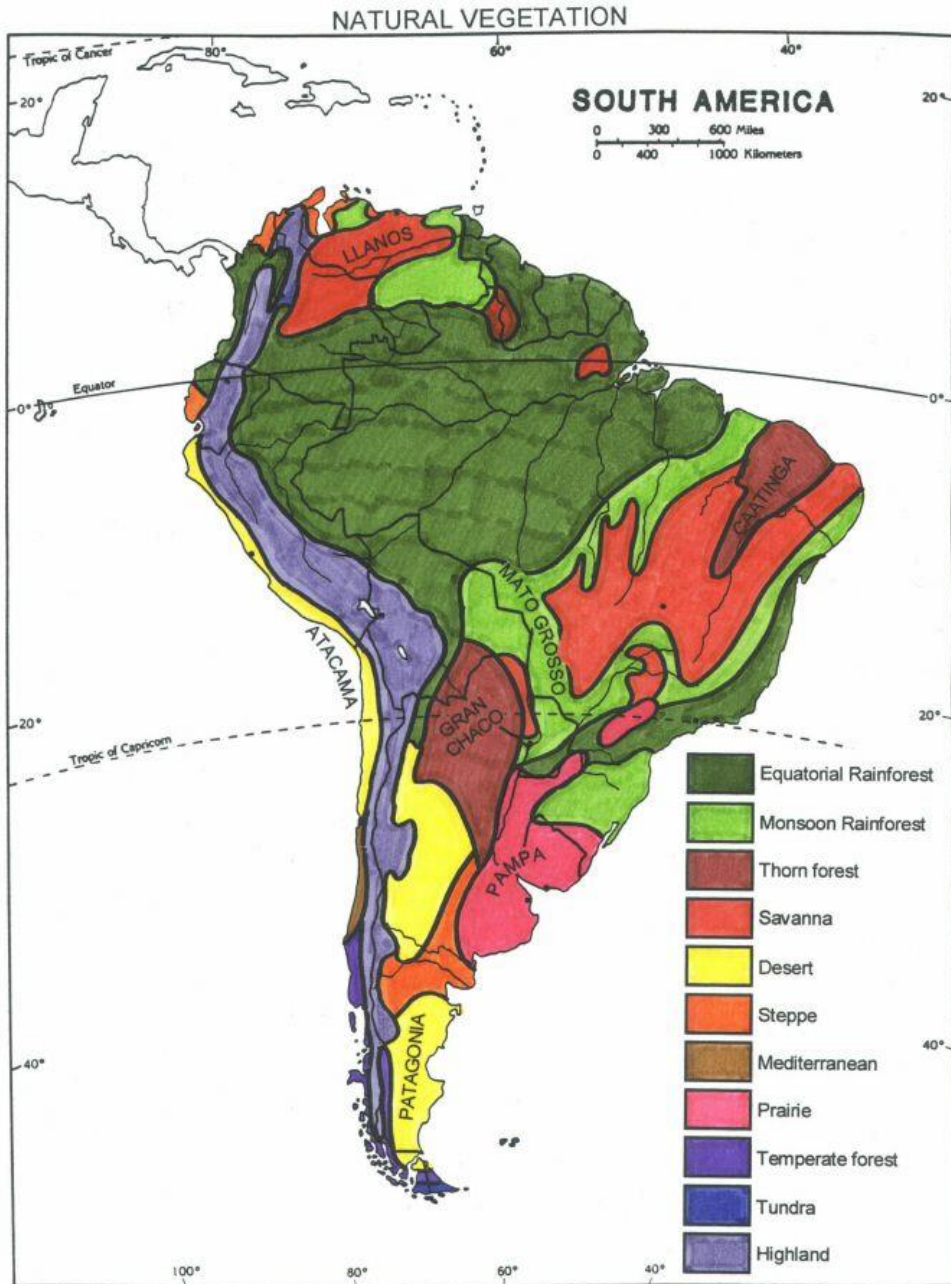 NATURAL VEGETATION
Tropic of Cancer
80°
60°
40°
20°
SOUTH AMERICA
20°
0 300 600 Miles
0 400 1000 Kilometers
LLANOS
Equator
0°
0°
CAATINGA
MATO GROSSO
ATACAMA
GRAN
CHACO
20°
20°
Tropic of Capricorn
Equatorial Rainforest
Monsoon Rainforest
PAMPA
Thorn forest
Savanna
Desert
Steppe
PATAGONIA
40°
40°
Mediterranean
Prairie
Temperate forest
Tundra
Highland
100°
80°
60°
40°